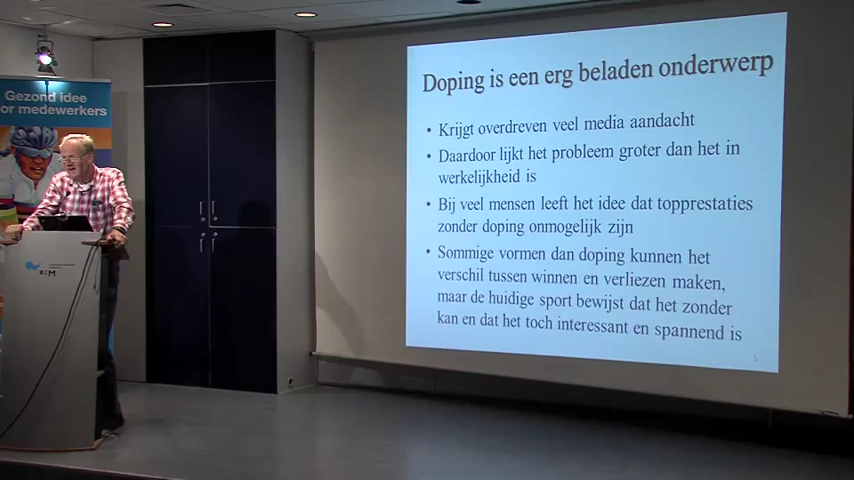 Gezond idee
or medewerkers
Doping is een erg beladen onderwerp
• Krijgt overdreven veel media aandacht
• Daardoor lijkt het probleem groter dan het in
werkelijkheid is
• Bij veel mensen leeft het idee dat topprestaties
zonder doping onmogelijk zijn
• Sommige vormen dan doping kunnen het
verschil tussen winnen en verliezen maken,
maar de huidige sport bewijst dat het zonder
kan en dat het toch interessant en spannend is
5